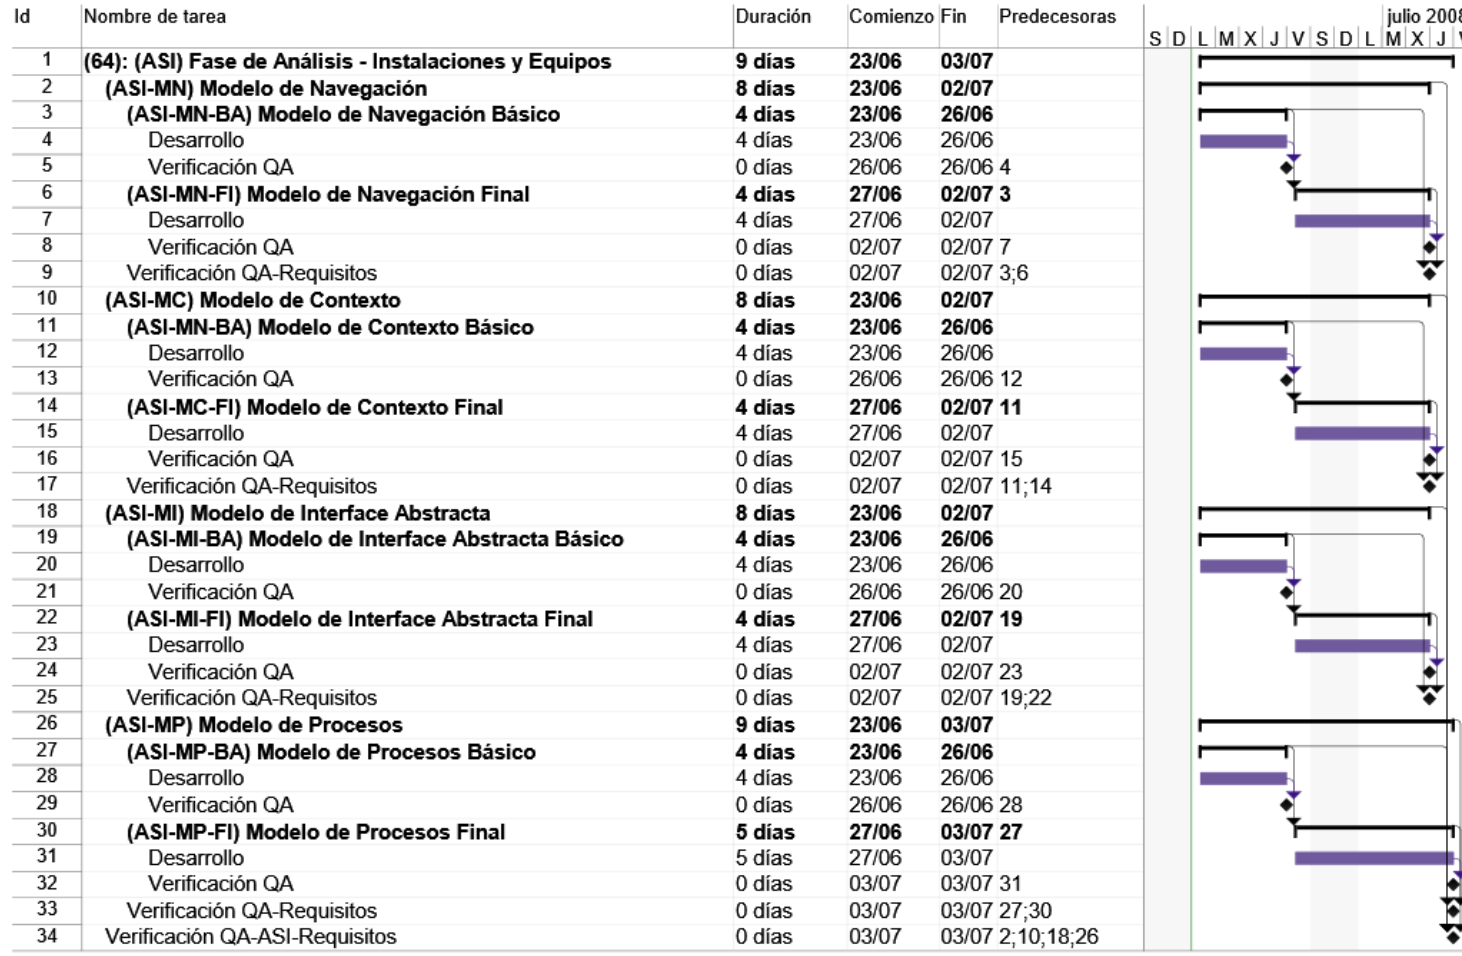 Id Nombre de tarea Duración Comienzo Fin Predecesoras julio 2008
S D L M X J V S D L M X J V
1 (64): (ASI) Fase de Análisis - Instalaciones y Equipos 9 días 23/06 03/07
2 (ASI-MN) Modelo de Navegación 8 días 23/06 02/07
3 (ASI-MN-BA) Modelo de Navegación Básico 4 días 23/06 26/06
4 Desarrollo 4 días 23/06 26/06
5 Verificación QA 0 días 26/06 26/06 4
6 (ASI-MN-FI) Modelo de Navegación Final 4 días 27/06 02/07 3
7 Desarrollo 4 días 27/06 02/07
8 Verificación QA 0 días 02/07 02/07 7
9 Verificación QA-Requisitos 0 días 02/07 02/07 3;6
10 (ASI-MC) Modelo de Contexto 8 días 23/06 02/07
11 (ASI-MN-BA) Modelo de Contexto Básico 4 días 23/06 26/06
12 Desarrollo 4 días 23/06 26/06
13 Verificación QA 0 días 26/06 26/06 12
14 (ASI-MC-FI) Modelo de Contexto Final 4 días 27/06 02/07 11
15 Desarrollo 4 días 27/06 02/07
16 Verificación QA 0 días 02/07 02/07 15
17 Verificación QA-Requisitos 0 días 02/07 02/07 11;14
18 (ASI-MI) Modelo de Interface Abstracta 8 días 23/06 02/07
19 (ASI-MI-BA) Modelo de Interface Abstracta Básico 4 días 23/06 26/06
20 Desarrollo 4 días 23/06 26/06
21 Verificación QA 0 días 26/06 26/06 20
22 (ASI-MI-FI) Modelo de Interface Abstracta Final 4 días 27/06 02/07 19
23 Desarrollo 4 días 27/06 02/07
24 Verificación QA 0 días 02/07 02/07 23
25 Verificación QA-Requisitos 0 días 02/07 02/07 19;22
26 (ASI-MP) Modelo de Procesos 9 días 23/06 03/07
27 (ASI-MP-BA) Modelo de Procesos Básico 4 días 23/06 26/06
28 Desarrollo 4 días 23/06 26/06
29 Verificación QA 0 días 26/06 26/06 28
30 (ASI-MP-FI) Modelo de Procesos Final 5 días 27/06 03/07 27
31 Desarrollo 5 días 27/06 03/07
32 Verificación QA 0 días 03/07 03/07 31
33 Verificación QA-Requisitos 0 días 03/07 03/07 27;30
34 Verificación QA-ASI-Requisitos 0 días 03/07 03/07 2;10;18;26